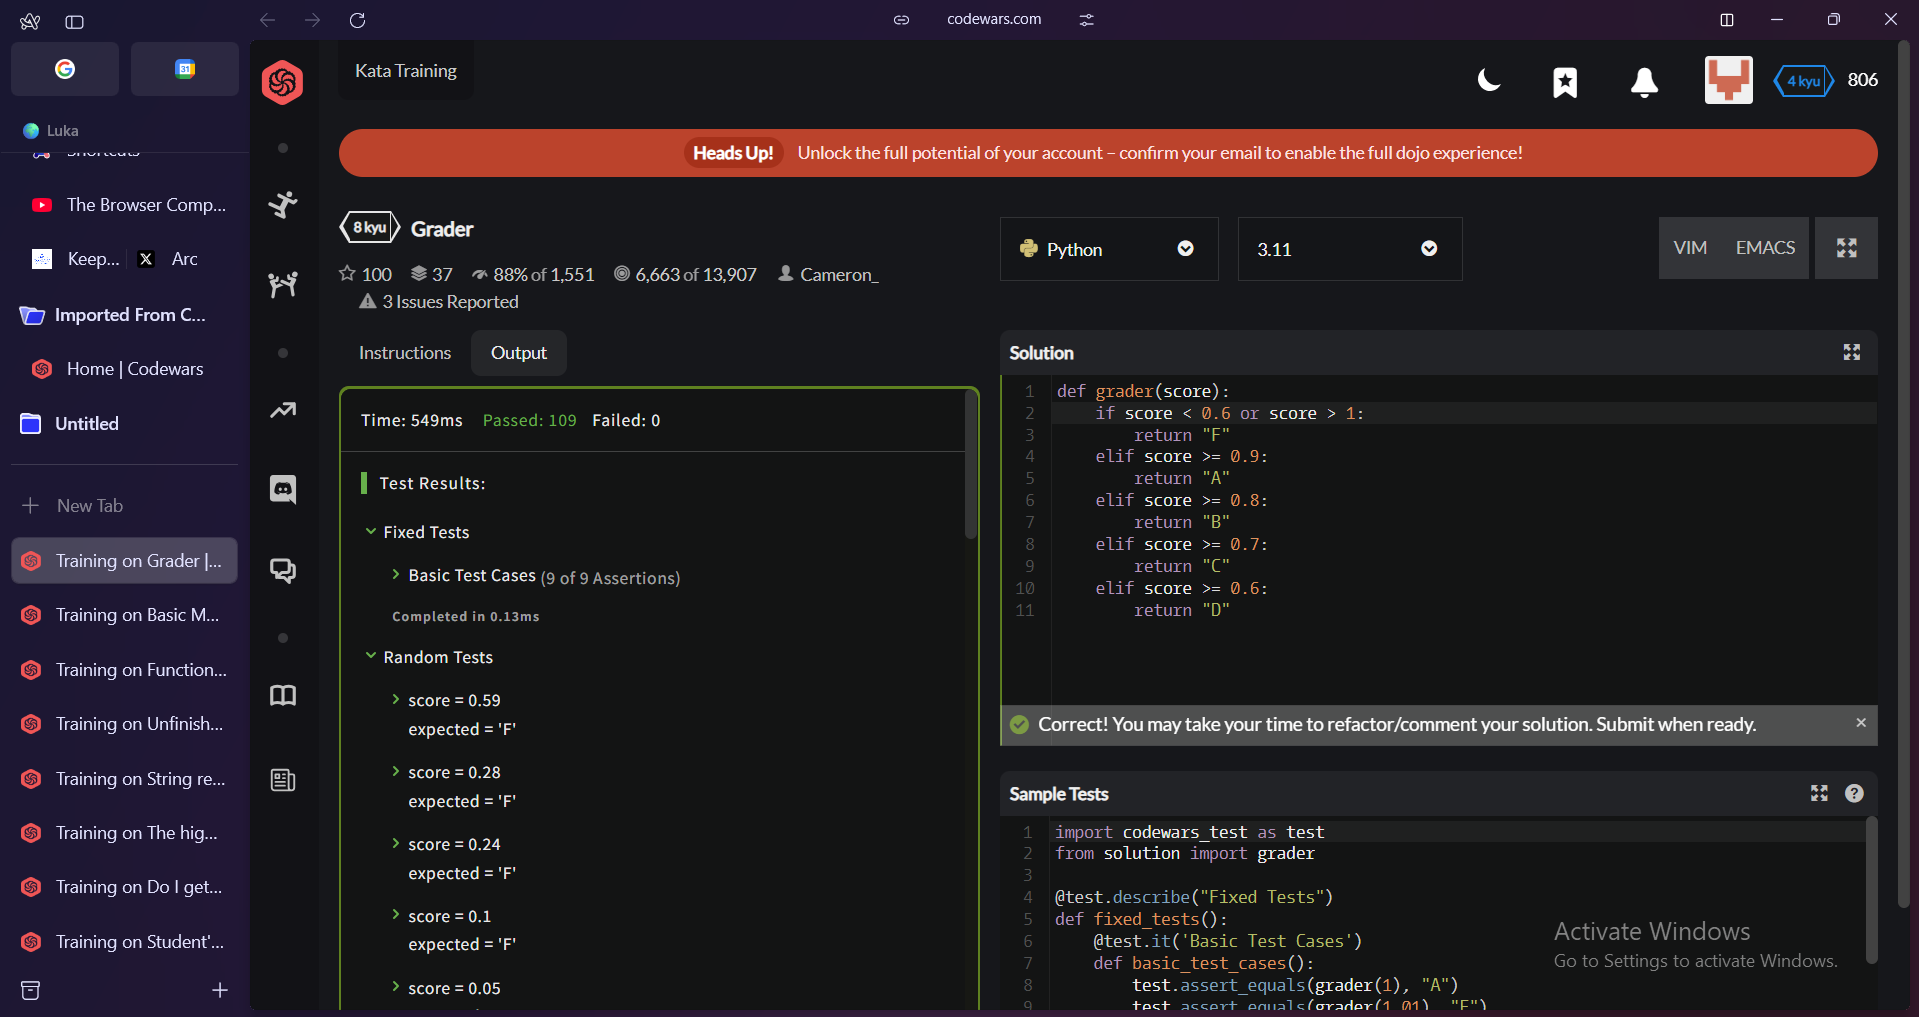 codewars.com
31
Luka
Shortcuts
The Browser Comp...
Keep...
X
Arc
Imported From C...
Home | Codewars
Untitled
New Tab
Training on Grader |...
Training on Basic M...
Training on Function...
Training on Unfinish...
Training on String re...
Training on The hig...
Training on Do I get...
Training on Student'...
Kata Training
4 kyu
806
Heads Up! Unlock the full potential of your account – confirm your email to enable the full dojo experience!
8 kyu Grader
100 37 88% of 1,551 6,663 of 13,907 Cameron_
3 Issues Reported
Python
3.11
VIM EMACS
Instructions Output
Time: 549ms Passed: 109 Failed: 0
Test Results:
Fixed Tests
Basic Test Cases (9 of 9 Assertions)
Completed in 0.13ms
Random Tests
score = 0.59
expected = 'F'
score = 0.28
expected = 'F'
score = 0.24
expected = 'F'
score = 0.1
expected = 'F'
score = 0.05
Solution
1 def grader(score):
2 if score < 0.6 or score > 1:
3 return "F"
4 elif score >= 0.9:
5 return "A"
6 elif score >= 0.8:
7 return "B"
8 elif score >= 0.7:
9 return "C"
10 elif score >= 0.6:
11 return "D"
Correct! You may take your time to refactor/comment your solution. Submit when ready.
Sample Tests
1 import codewars_test as test
2 from solution import grader
3
4 @test.describe("Fixed Tests")
5 def fixed_tests():
6 @test.it('Basic Test Cases')
7 def basic_test_cases():
8 test.assert_equals(grader(1), "A")
9 test.assert_equals(grader(1.01), "F")
Activate Windows
Go to Settings to activate Windows.